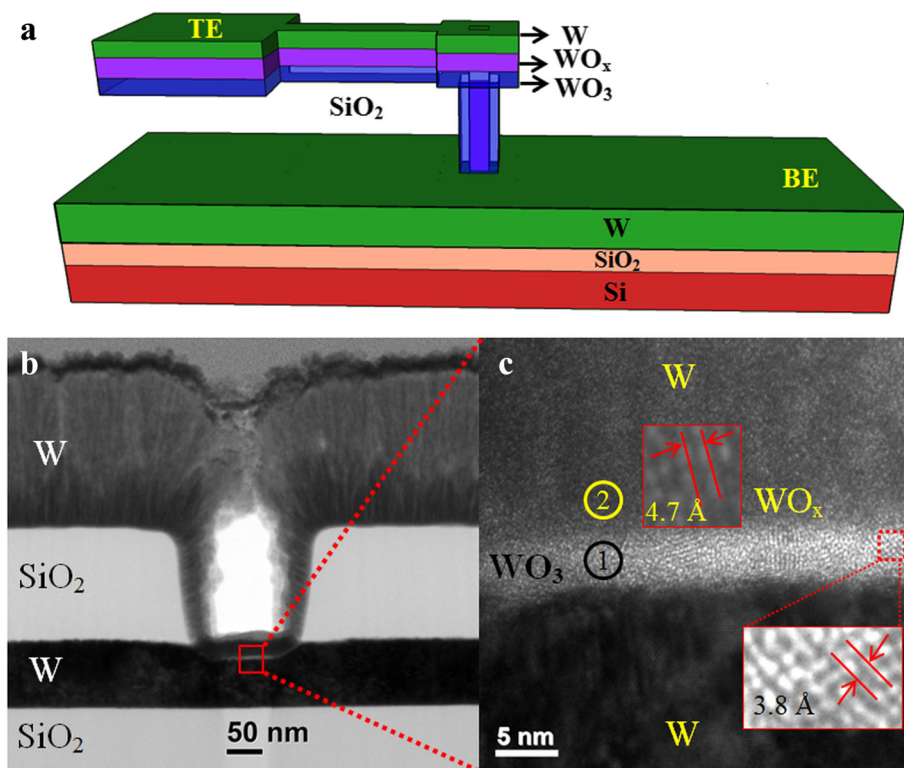 a
TE
W
WOₓ
WO₃
SiO₂
BE
W
SiO₂
Si
b
W
SiO₂
W
SiO₂
50 nm
c
W
4.7 Å
2
WOₓ
WO₃
1
3.8 Å
5 nm
W